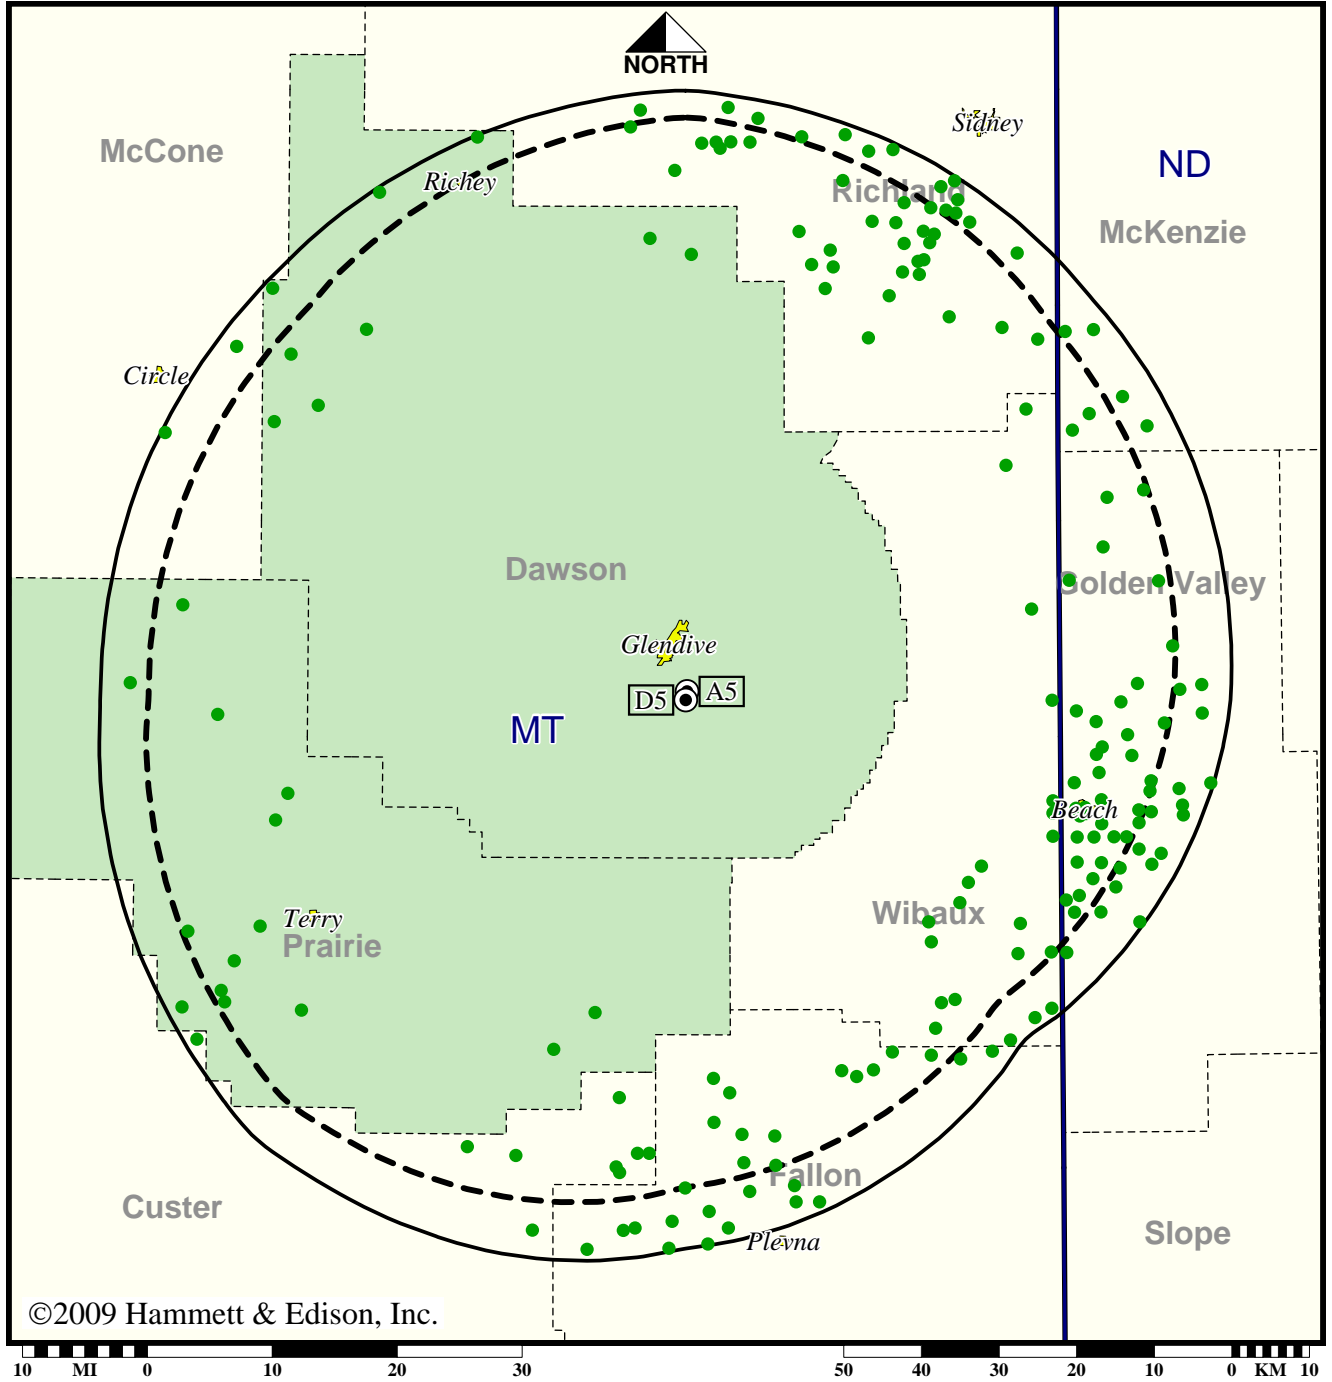 NORTH
Sidney
McCone
ND
Richey
Richland
McKenzie
Circle
Dawson
Golden Valley
Glendive
D5
A5
MT
Beach
Terry
Wibaux
Prairie
Fallon
Custer
Plevna
Slope
©2009 Hammett & Edison, Inc.
10 MI 0 10 20 30 50 40 30 20 10 0 KM 10